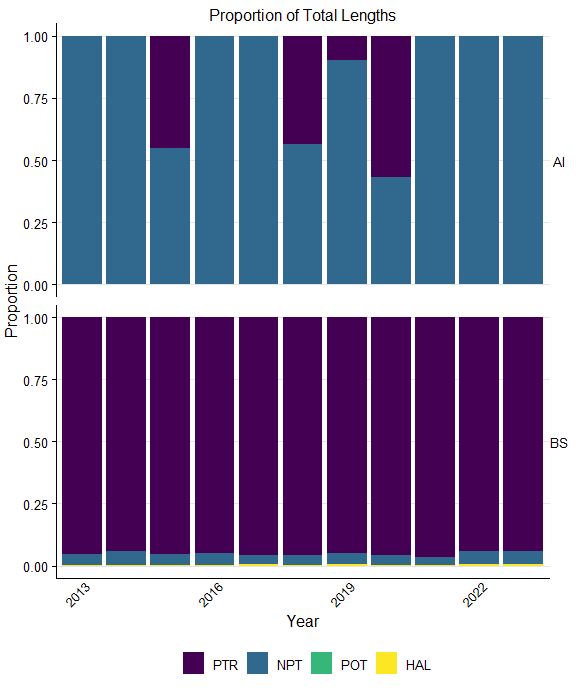 Proportion of Total Lengths
1.00
0.75
0.50
0.25
0.00
AI
Proportion
1.00
0.75
0.50
0.25
0.00
BS
2013 2016 2019 2022
Year
PTR NPT POT HAL